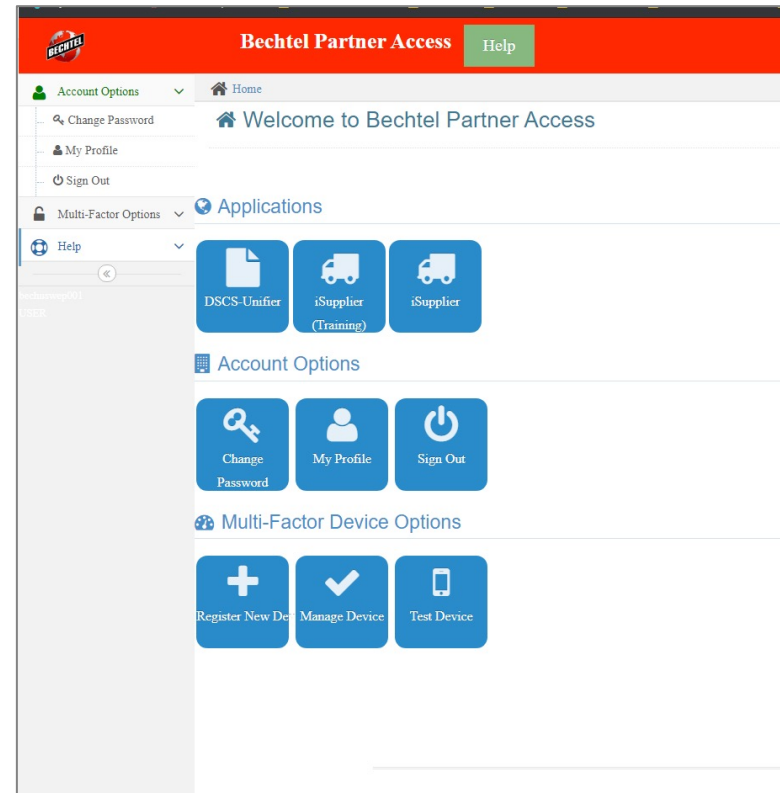 BECHTEL
Bechtel Partner Access
Help
Account Options
Change Password
My Profile
Sign Out
Multi-Factor Options
Help
USER
Home
Welcome to Bechtel Partner Access
Applications
DSCS-Unifier
iSupplier
(Training)
iSupplier
Account Options
Change
Password
My Profile
Sign Out
Multi-Factor Device Options
Register New De
Manage Device
Test Device